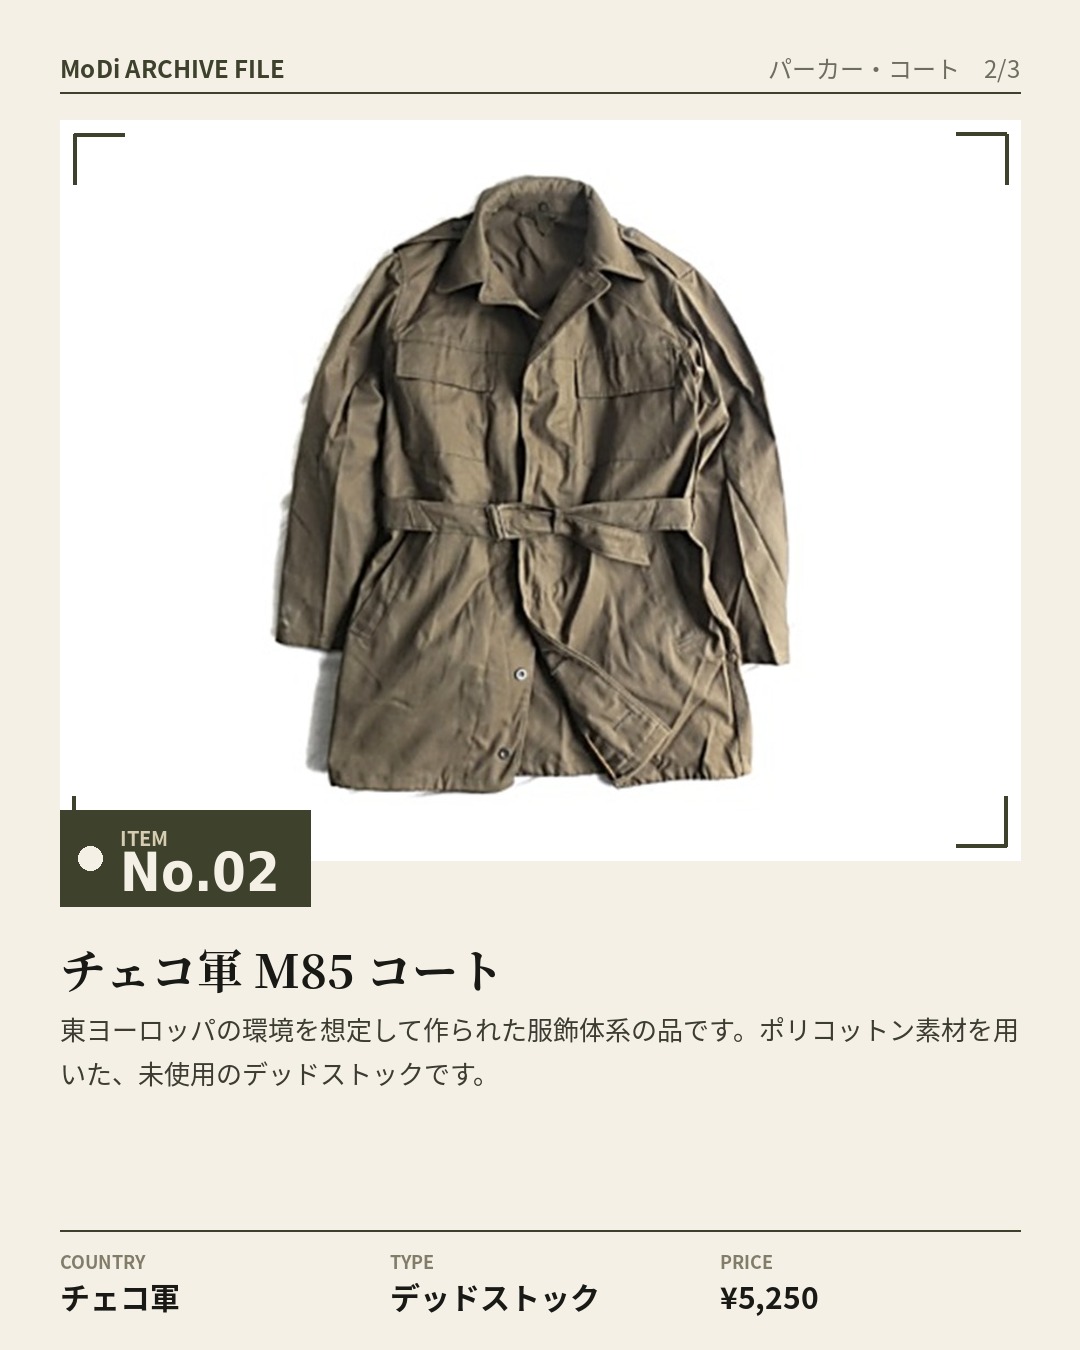 MoDi ARCHIVE FILE
パーカー・コート　2/3
ITEM
No.02
チェコ軍 M85 コート
東ヨーロッパの環境を想定して作られた服飾体系の品です。ポリコットン素材を用
いた、未使用のデッドストックです。
COUNTRY
TYPE
PRICE
チェコ軍
デッドストック
¥5,250